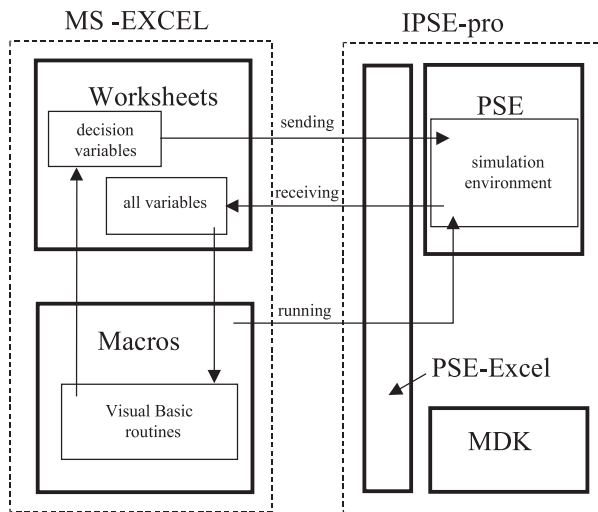 MS -EXCEL
IPSE-pro
Worksheets
decision
variables
all variables
sending
receiving
running
PSE
simulation
environment
Macros
Visual Basic
routines
PSE-Excel
MDK